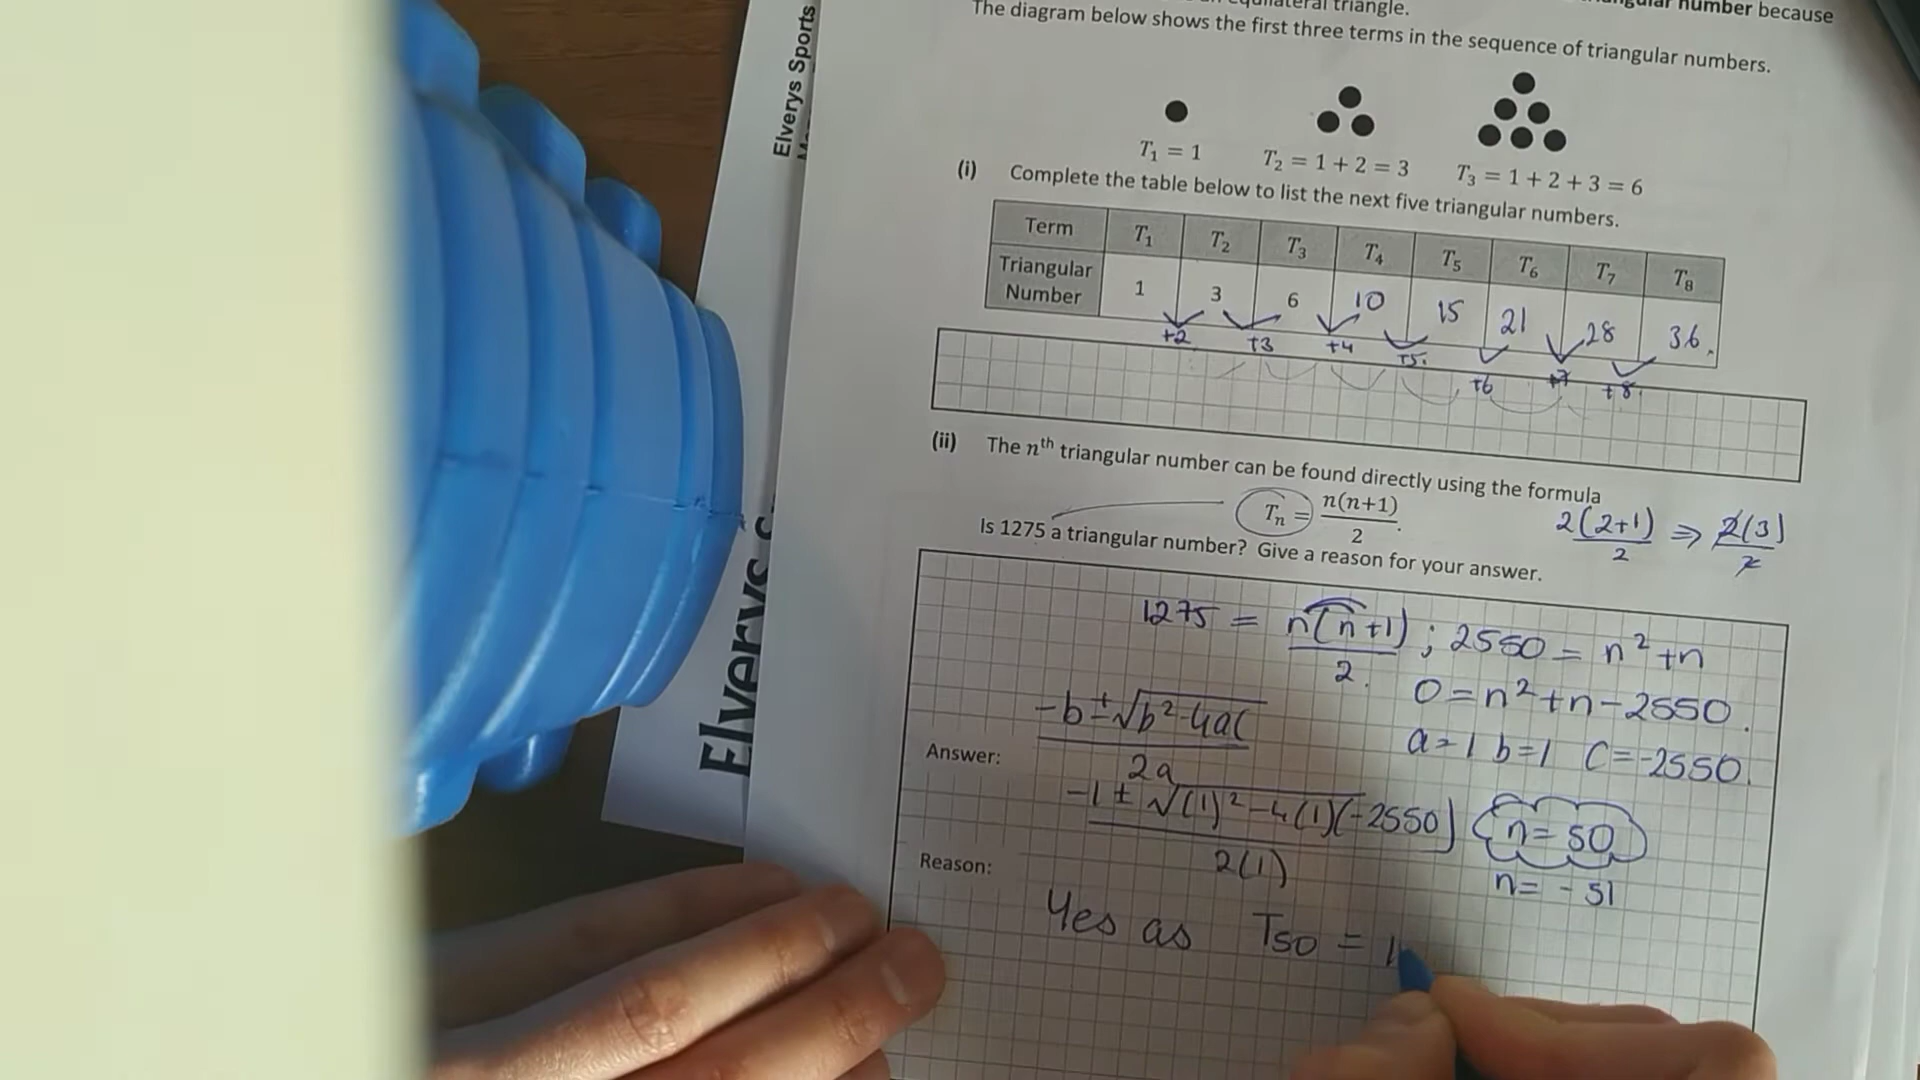 ngular number because
equilateral triangle.
The diagram below shows the first three terms in the sequence of triangular numbers.
T₁ = 1
T₂ = 1 + 2 = 3
T₃ = 1 + 2 + 3 = 6
(i) Complete the table below to list the next five triangular numbers.
Term T₁ T₂ T₃ T₄ T₅ T₆ T₇ T₈
Triangular Number 1 3 6 10 15 21 28 36.
+2 +3 +4 +5. +6 +7 +8
(ii) The nᵗʰ triangular number can be found directly using the formula
Tₙ = n(n+1)/2.
2(2+1)/2 ⇒ 2(3)/2
Is 1275 a triangular number? Give a reason for your answer.
1275 = n(n+1)/2. ; 2550 = n² + n
0 = n² + n - 2550.
-b ± √b² - 4ac / 2a
a = 1 b = 1 C = -2550.
Answer:
-1 ± √(1)² - 4(1)(-2550) / 2(1)
n = 50
n = - 51
Reason:
Yes as T50 = 1
Elverys Sports
Elverys